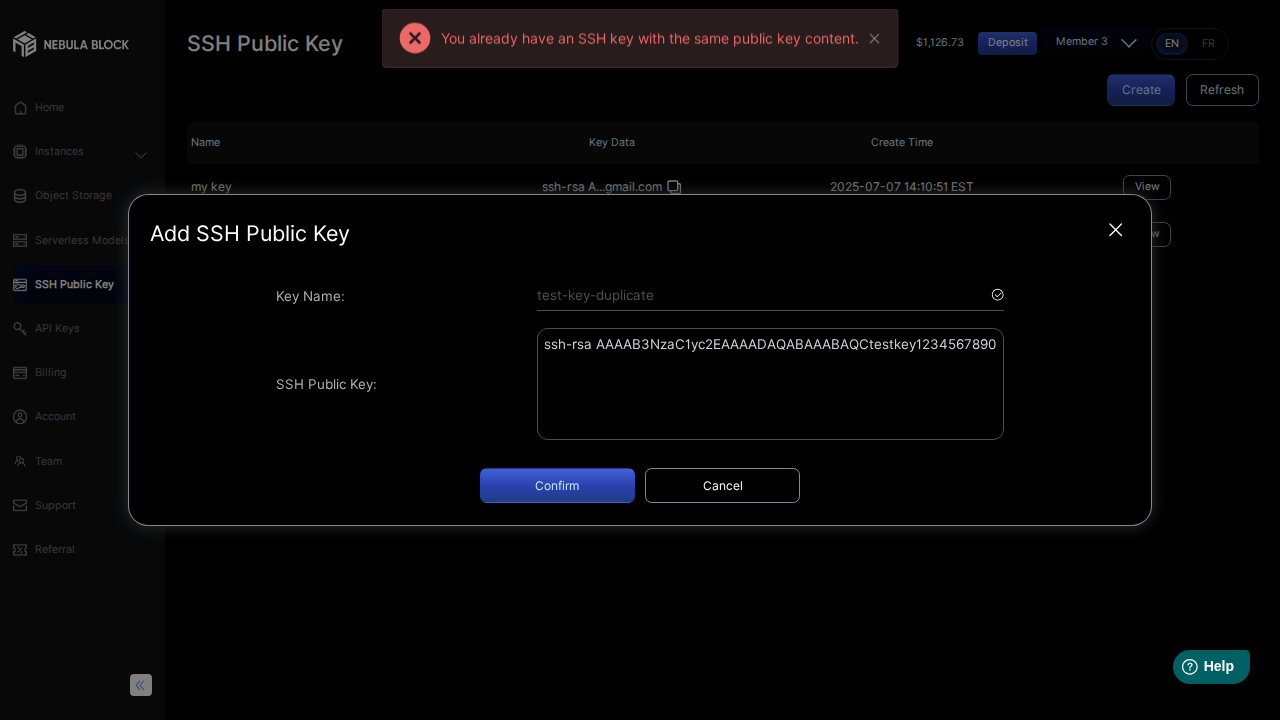 NEBULA BLOCK
SSH Public Key
You already have an SSH key with the same public key content.
$1,126.73
Deposit
Member 3
EN
FR
Create
Refresh
Home
Instances
Object Storage
Serverless Models
SSH Public Key
API Keys
Billing
Account
Team
Support
Referral
Name
Key Data
Create Time
my key
ssh-rsa A...gmail.com
2025-07-07 14:10:51 EST
View
Add SSH Public Key
Key Name:
test-key-duplicate
SSH Public Key:
ssh-rsa AAAAB3NzaC1yc2EAAAADAQABAAABAQCtestkey1234567890
Confirm
Cancel
Help